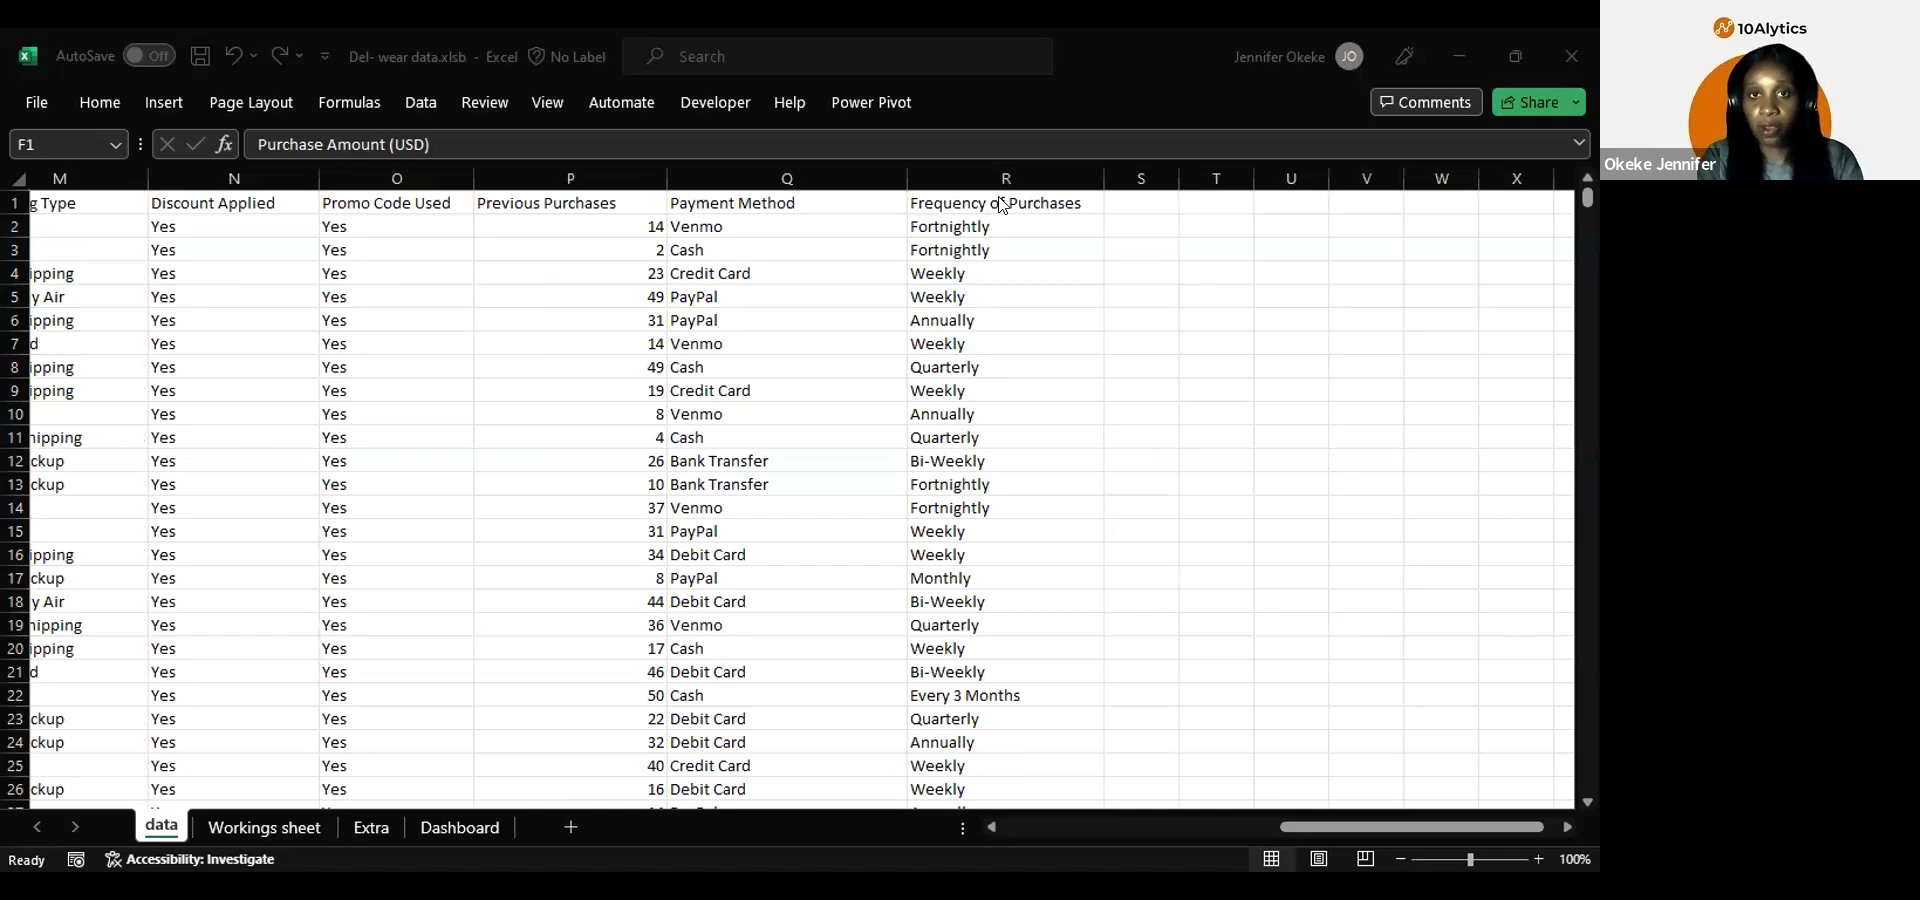 AutoSave Off Del- wear data.xlsb - Excel No Label Search Jennifer Okeke JO
File Home Insert Page Layout Formulas Data Review View Automate Developer Help Power Pivot Comments Share
F1 fx Purchase Amount (USD)
M N O P Q R S T U V W X
1 g Type Discount Applied Promo Code Used Previous Purchases Payment Method Frequency of Purchases
2 Yes Yes 14 Venmo Fortnightly
3 Yes Yes 2 Cash Fortnightly
4 ipping Yes Yes 23 Credit Card Weekly
5 y Air Yes Yes 49 PayPal Weekly
6 ipping Yes Yes 31 PayPal Annually
7 d Yes Yes 14 Venmo Weekly
8 ipping Yes Yes 49 Cash Quarterly
9 ipping Yes Yes 19 Credit Card Weekly
10 Yes Yes 8 Venmo Annually
11 hipping Yes Yes 4 Cash Quarterly
12 ckup Yes Yes 26 Bank Transfer Bi-Weekly
13 ckup Yes Yes 10 Bank Transfer Fortnightly
14 Yes Yes 37 Venmo Fortnightly
15 Yes Yes 31 PayPal Weekly
16 ipping Yes Yes 34 Debit Card Weekly
17 ckup Yes Yes 8 PayPal Monthly
18 y Air Yes Yes 44 Debit Card Bi-Weekly
19 hipping Yes Yes 36 Venmo Quarterly
20 ipping Yes Yes 17 Cash Weekly
21 d Yes Yes 46 Debit Card Bi-Weekly
22 Yes Yes 50 Cash Every 3 Months
23 ckup Yes Yes 22 Debit Card Quarterly
24 ckup Yes Yes 32 Debit Card Annually
25 Yes Yes 40 Credit Card Weekly
26 ckup Yes Yes 16 Debit Card Weekly
data Workings sheet Extra Dashboard
Ready Accessibility: Investigate 100%
10Alytics
Okeke Jennifer